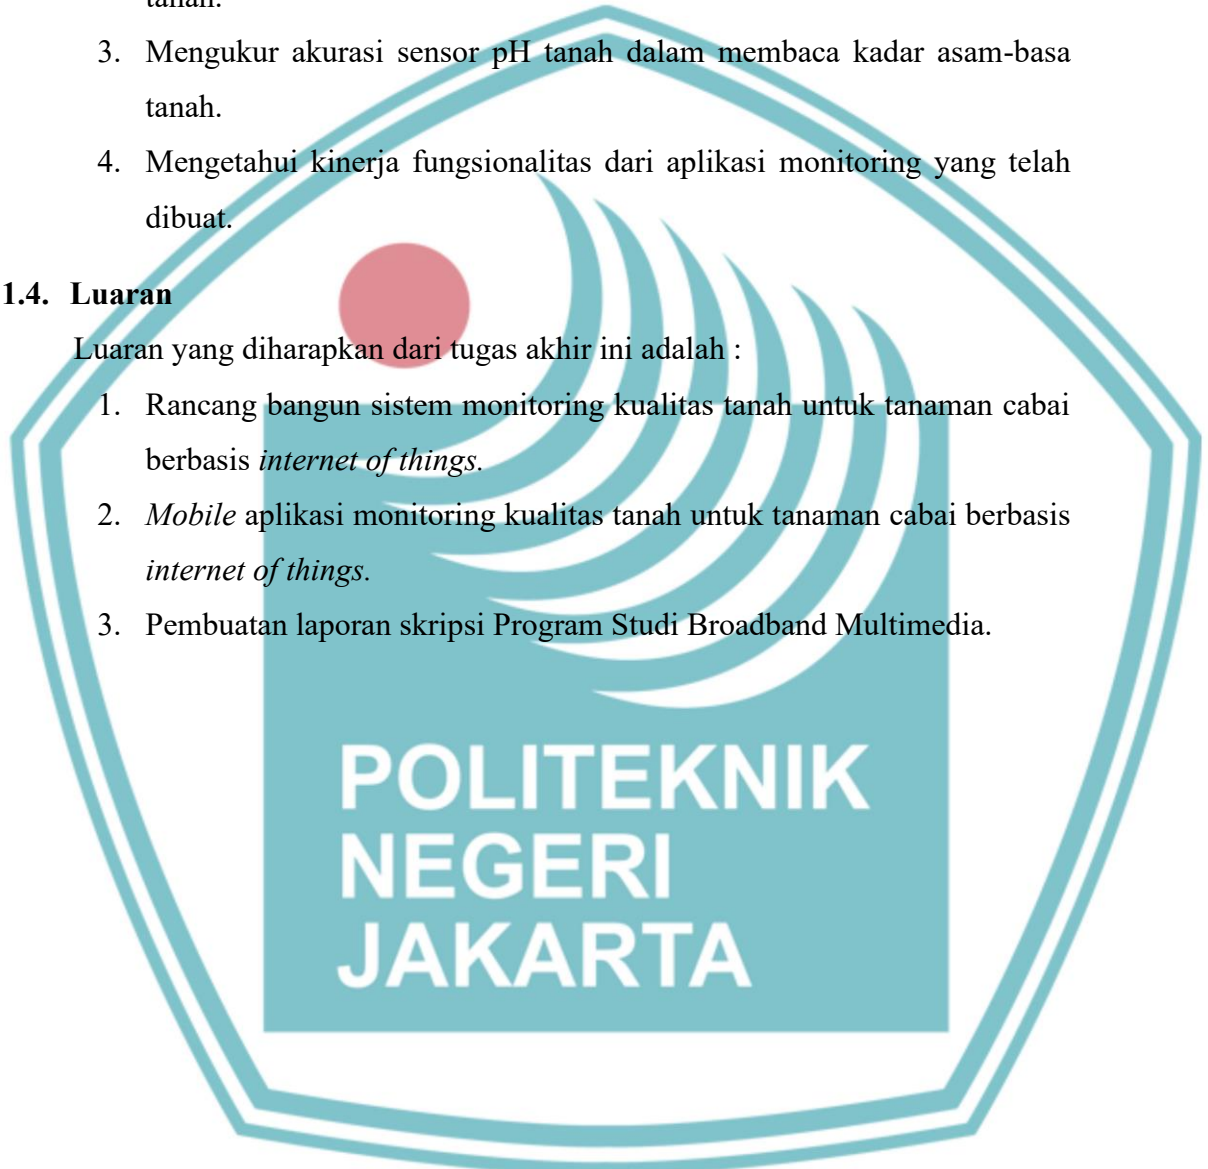 tanah.
3. Mengukur akurasi sensor pH tanah dalam membaca kadar asam-basa
tanah.
4. Mengetahui kinerja fungsionalitas dari aplikasi monitoring yang telah
dibuat.
1.4. Luaran
Luaran yang diharapkan dari tugas akhir ini adalah :
1. Rancang bangun sistem monitoring kualitas tanah untuk tanaman cabai
berbasis internet of things.
2. Mobile aplikasi monitoring kualitas tanah untuk tanaman cabai berbasis
internet of things.
3. Pembuatan laporan skripsi Program Studi Broadband Multimedia.
POLITEKNIK
NEGERI
JAKARTA